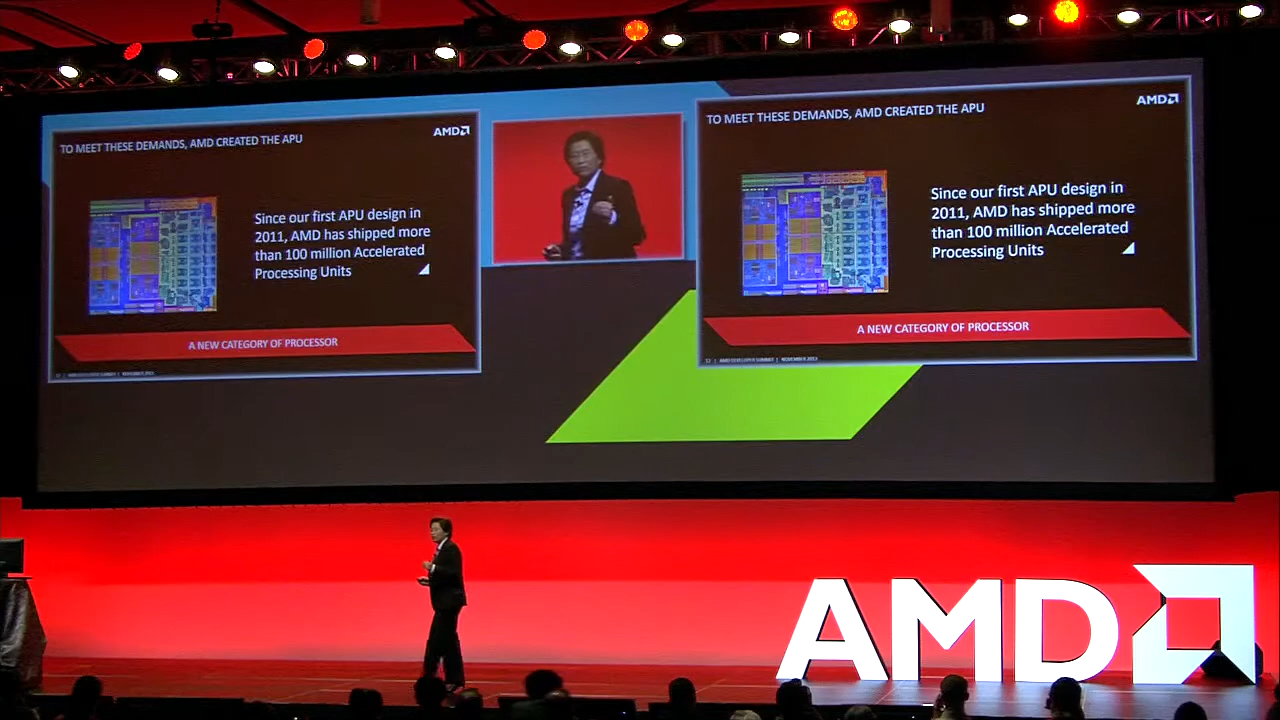 TO MEET THESE DEMANDS, AMD CREATED THE APU
AMD
Since our first APU design in
2011, AMD has shipped more
than 100 million Accelerated
Processing Units
A NEW CATEGORY OF PROCESSOR
TO MEET THESE DEMANDS, AMD CREATED THE APU
AMD
Since our first APU design in
2011, AMD has shipped more
than 100 million Accelerated
Processing Units
A NEW CATEGORY OF PROCESSOR
AMD